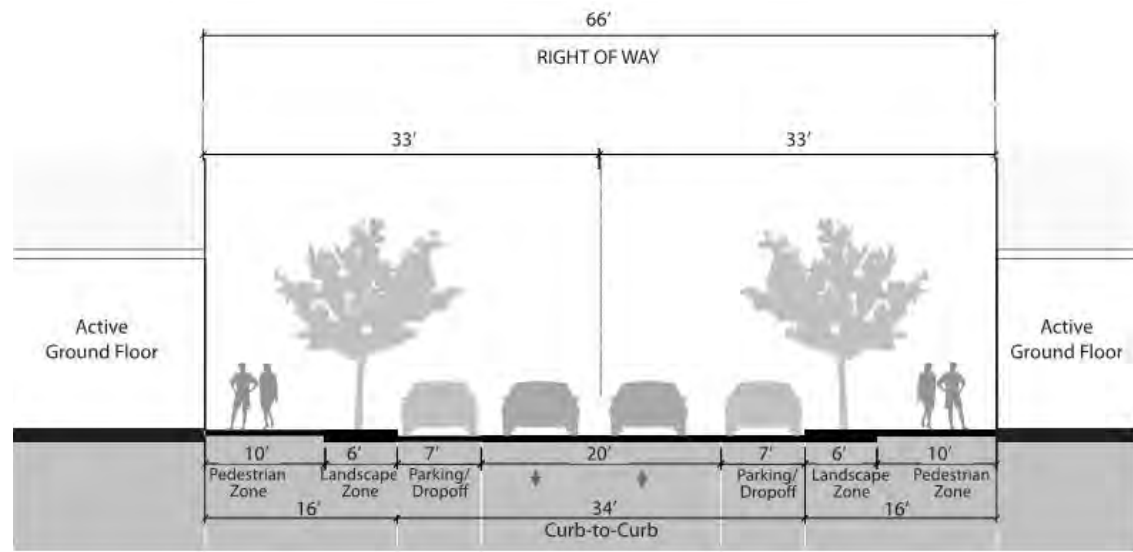 66'
RIGHT OF WAY
33'
33'
Active
Ground Floor
Active
Ground Floor
10'
6'
7'
20'
7'
6'
10'
Pedestrian
Zone
Landscape
Zone
Parking/
Dropoff
Parking/
Dropoff
Landscape
Zone
Pedestrian
Zone
16'
34'
16'
Curb-to-Curb